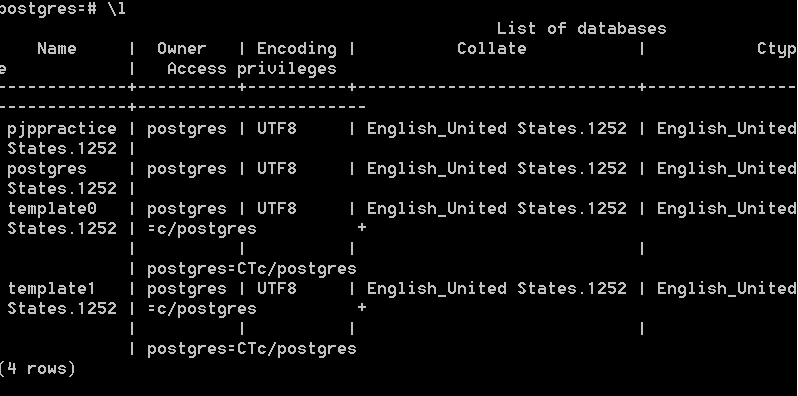 postgres=# \l
                                                  List of databases
    Name     |  Owner   | Encoding |          Collate           |           Ctyp
e            |   Access privileges
-------------+----------+----------+----------------------------+---------------
-------------+-----------------------
 pjppractice | postgres | UTF8     | English_United States.1252 | English_United
 States.1252 |
 postgres    | postgres | UTF8     | English_United States.1252 | English_United
 States.1252 |
 template0   | postgres | UTF8     | English_United States.1252 | English_United
 States.1252 | =c/postgres          +
             |          |          |                            |
             | postgres=CTc/postgres
 template1   | postgres | UTF8     | English_United States.1252 | English_United
 States.1252 | =c/postgres          +
             |          |          |                            |
             | postgres=CTc/postgres
(4 rows)